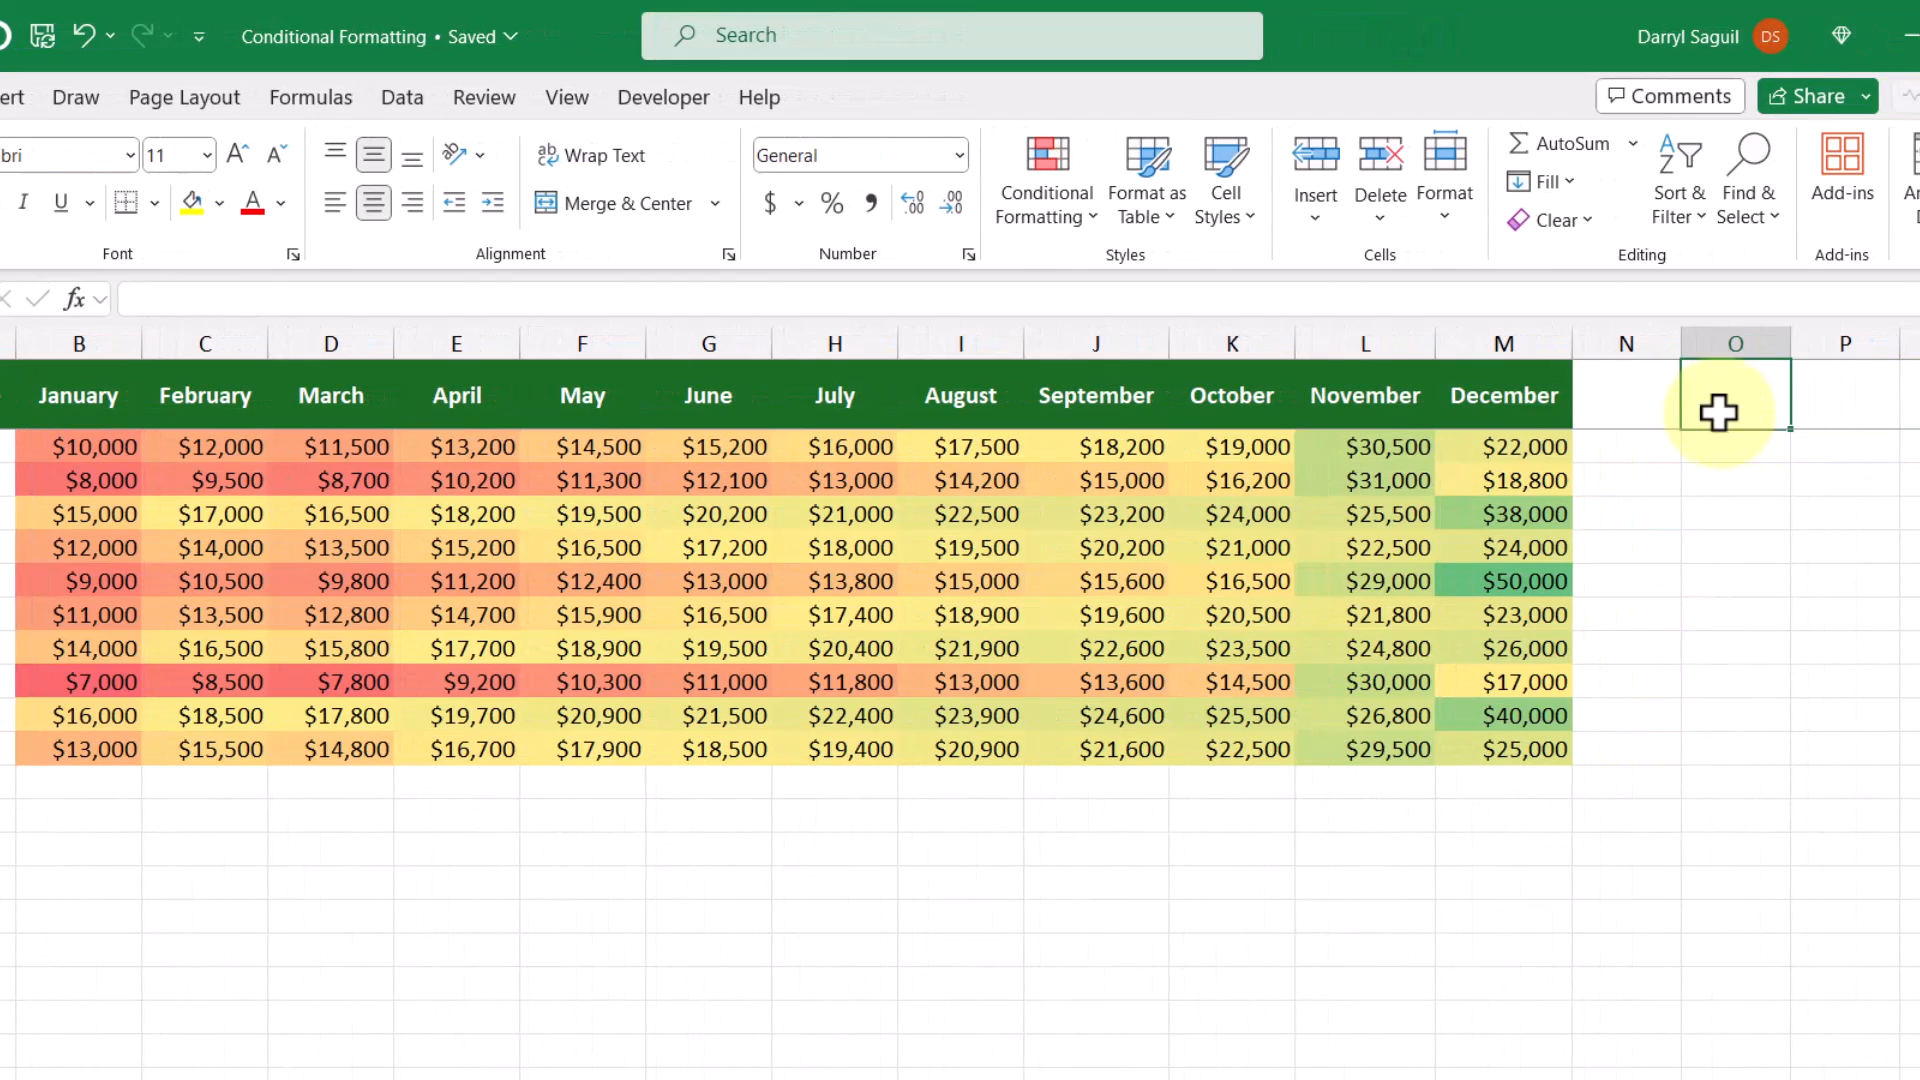 Conditional Formatting • Saved
Search
Darryl Saguil DS
ert Draw Page Layout Formulas Data Review View Developer Help
Comments Share
bri 11 Wrap Text General
Conditional Formatting Format as Table Cell Styles
Insert Delete Format
AutoSum
Fill
Clear
Sort & Filter Find & Select
Add-ins
I U A Merge & Center $ % ,
Font Alignment Number Styles Cells Editing Add-ins
fx
B C D E F G H I J K L M N O P
January February March April May June July August September October November December
$10,000 $12,000 $11,500 $13,200 $14,500 $15,200 $16,000 $17,500 $18,200 $19,000 $30,500 $22,000
$8,000 $9,500 $8,700 $10,200 $11,300 $12,100 $13,000 $14,200 $15,000 $16,200 $31,000 $18,800
$15,000 $17,000 $16,500 $18,200 $19,500 $20,200 $21,000 $22,500 $23,200 $24,000 $25,500 $38,000
$12,000 $14,000 $13,500 $15,200 $16,500 $17,200 $18,000 $19,500 $20,200 $21,000 $22,500 $24,000
$9,000 $10,500 $9,800 $11,200 $12,400 $13,000 $13,800 $15,000 $15,600 $16,500 $29,000 $50,000
$11,000 $13,500 $12,800 $14,700 $15,900 $16,500 $17,400 $18,900 $19,600 $20,500 $21,800 $23,000
$14,000 $16,500 $15,800 $17,700 $18,900 $19,500 $20,400 $21,900 $22,600 $23,500 $24,800 $26,000
$7,000 $8,500 $7,800 $9,200 $10,300 $11,000 $11,800 $13,000 $13,600 $14,500 $30,000 $17,000
$16,000 $18,500 $17,800 $19,700 $20,900 $21,500 $22,400 $23,900 $24,600 $25,500 $26,800 $40,000
$13,000 $15,500 $14,800 $16,700 $17,900 $18,500 $19,400 $20,900 $21,600 $22,500 $29,500 $25,000